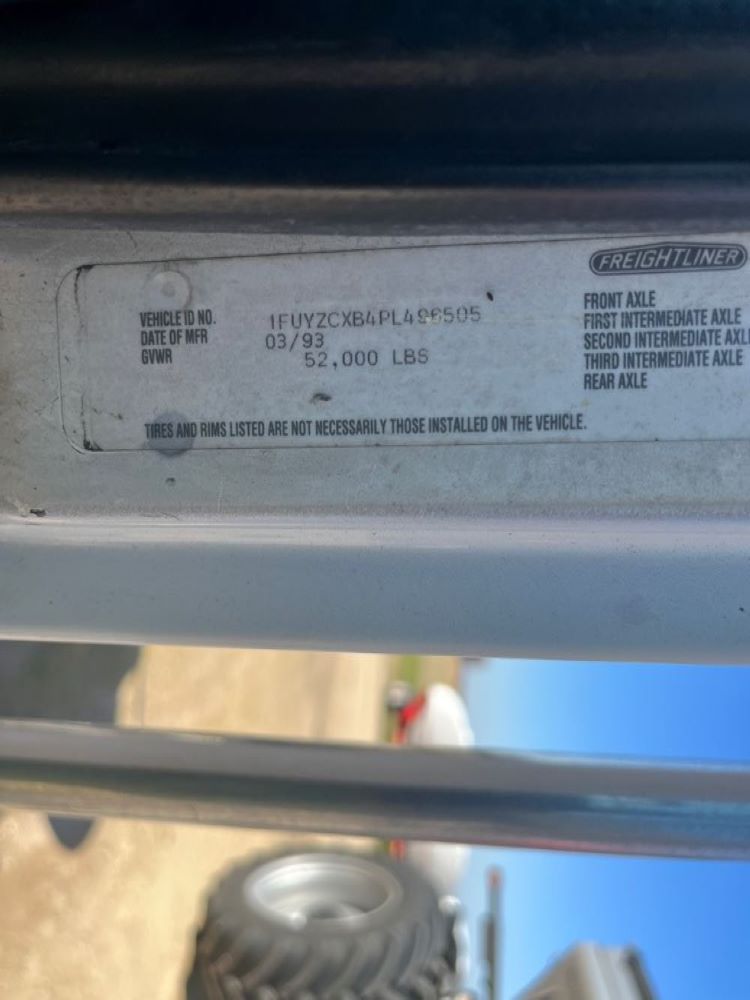 FREIGHTLINER
VEHICLE ID NO. 1FUYZCXB4PL496505
DATE OF MFR 03/93
GVWR 52,000 LBS
FRONT AXLE
FIRST INTERMEDIATE AXLE
SECOND INTERMEDIATE AXL
THIRD INTERMEDIATE AXLE
REAR AXLE
TIRES AND RIMS LISTED ARE NOT NECESSARILY THOSE INSTALLED ON THE VEHICLE.